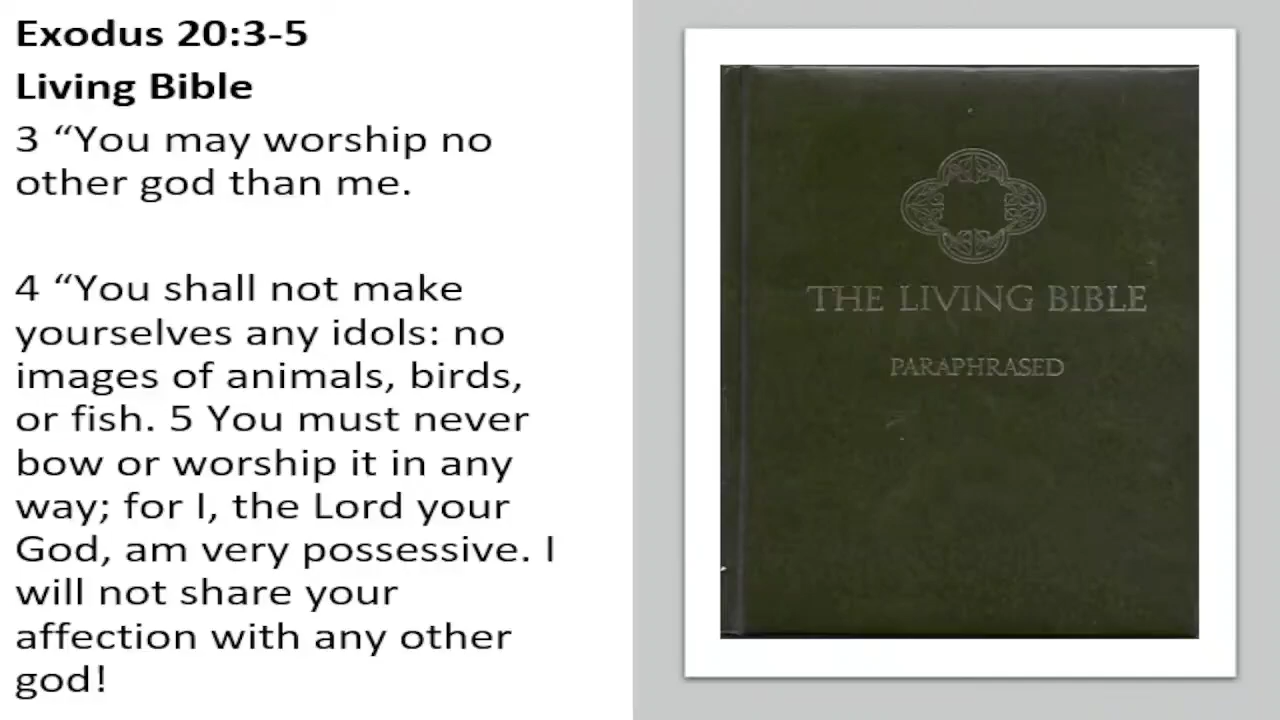 Exodus 20:3-5
Living Bible
3 “You may worship no
other god than me.
4 “You shall not make
yourselves any idols: no
images of animals, birds,
or fish. 5 You must never
bow or worship it in any
way; for I, the Lord your
God, am very possessive. I
will not share your
affection with any other
god!
THE LIVING BIBLE
PARAPHRASED